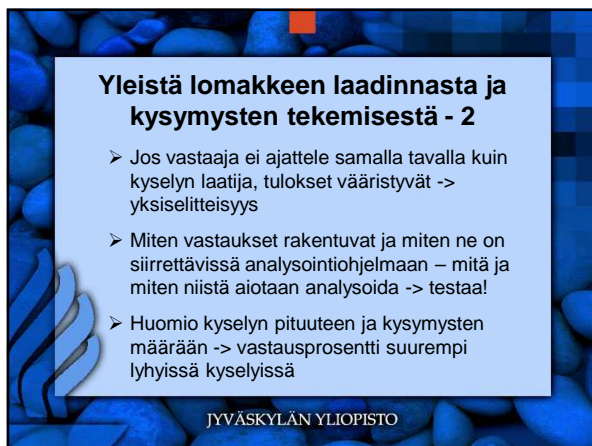 Yleistä lomakkeen laadinnasta ja
kysymysten tekemisestä - 2
➢ Jos vastaaja ei ajattele samalla tavalla kuin
kyselyn laatija, tulokset vääristyvät ->
yksiselitteisyys
➢ Miten vastaukset rakentuvat ja miten ne on
siirrettävissä analysointiohjelmaan – mitä ja
miten niistä aiotaan analysoida -> testaa!
➢ Huomio kyselyn pituuteen ja kysymysten
määrään -> vastausprosentti suurempi
lyhyissä kyselyissä
JYVÄSKYLÄN YLIOPISTO